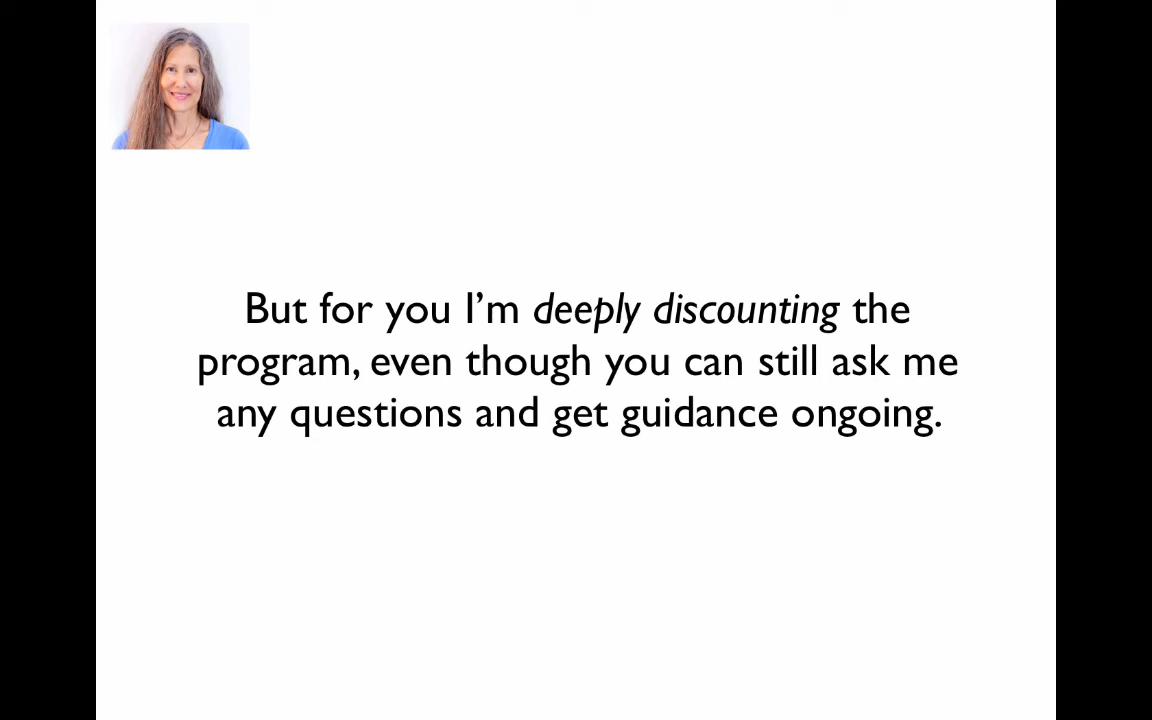 But for you I’m deeply discounting the
program, even though you can still ask me
any questions and get guidance ongoing.